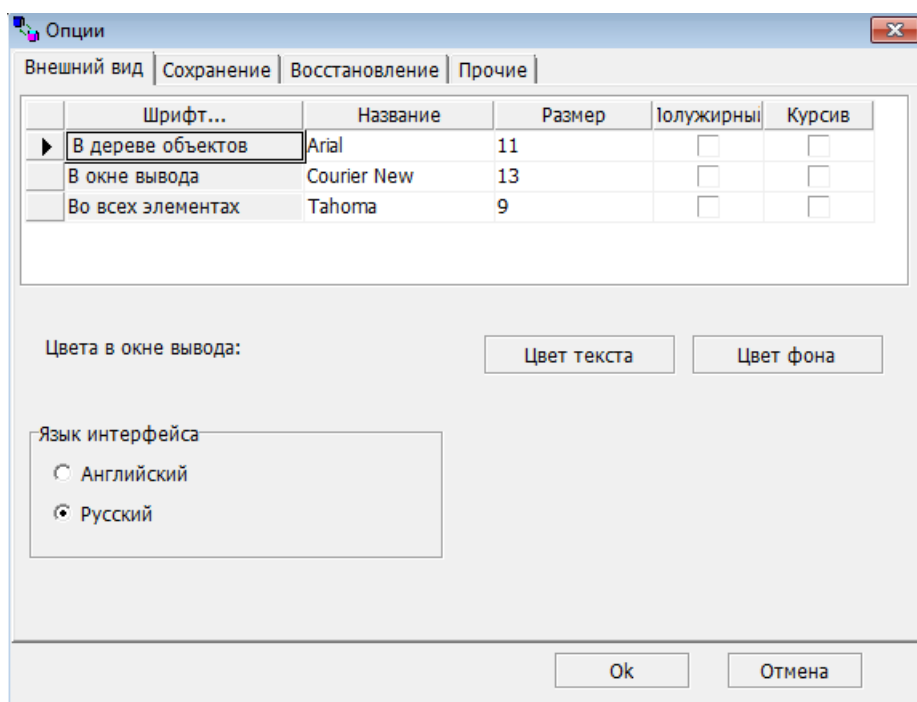 Опции
Внешний вид Сохранение Восстановление Прочие
Шрифт... Название Размер Полужирный Курсив
В дереве объектов Arial 11
В окне вывода Courier New 13
Во всех элементах Tahoma 9
Цвета в окне вывода: Цвет текста Цвет фона
Язык интерфейса
Английский
Русский
Ok Отмена